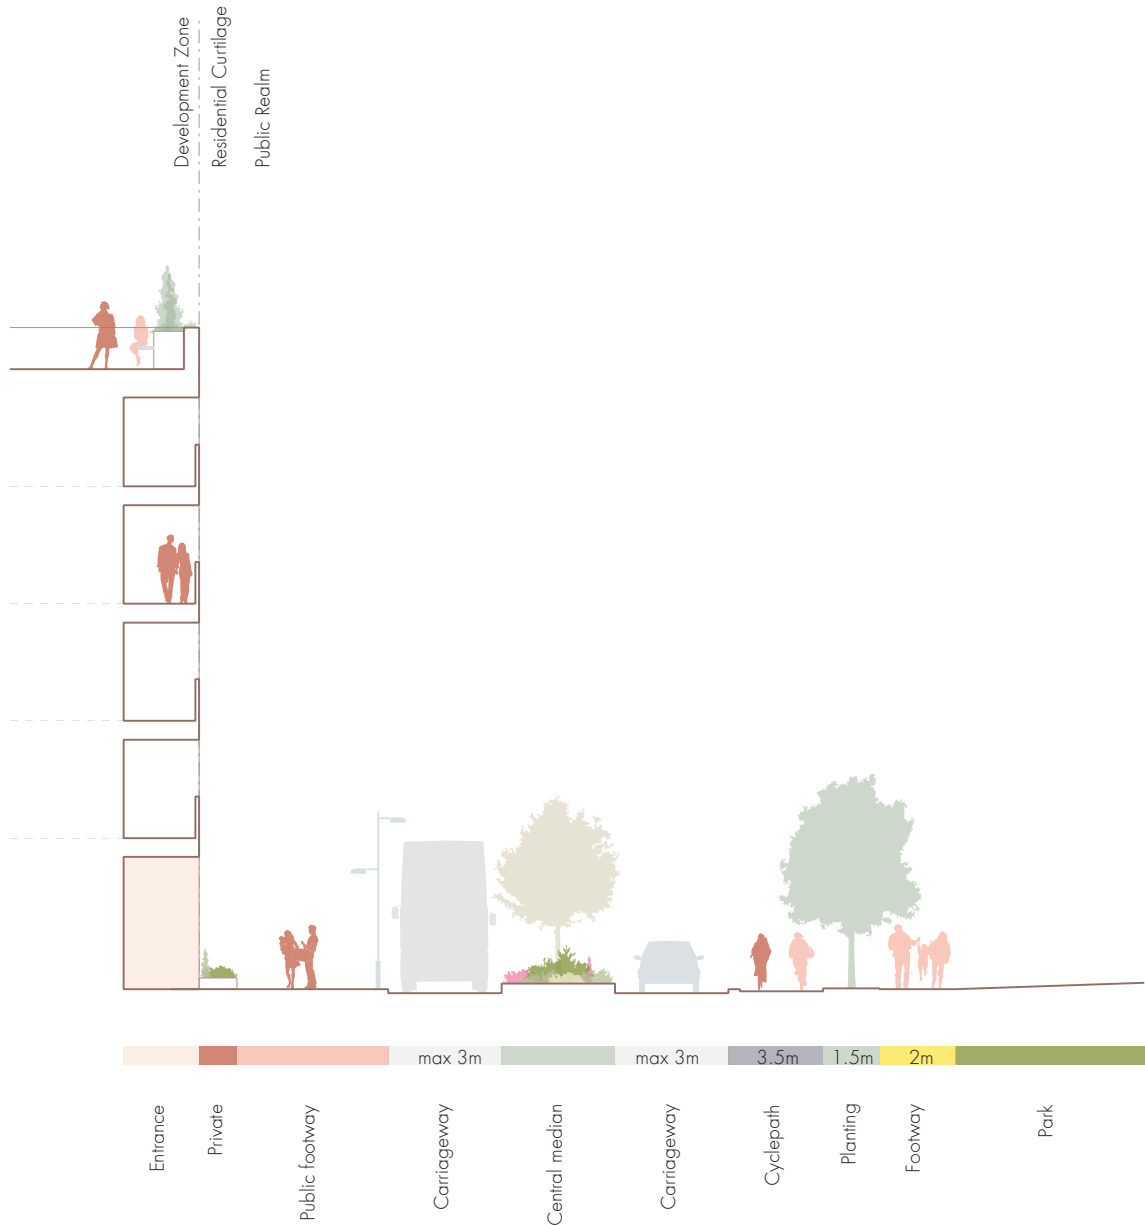 Development Zone
Residential Curtilage
Public Realm
max 3m
max 3m
3.5m
1.5m
2m
Entrance
Private
Public footway
Carriageway
Central median
Carriageway
Cyclepath
Planting
Footway
Park